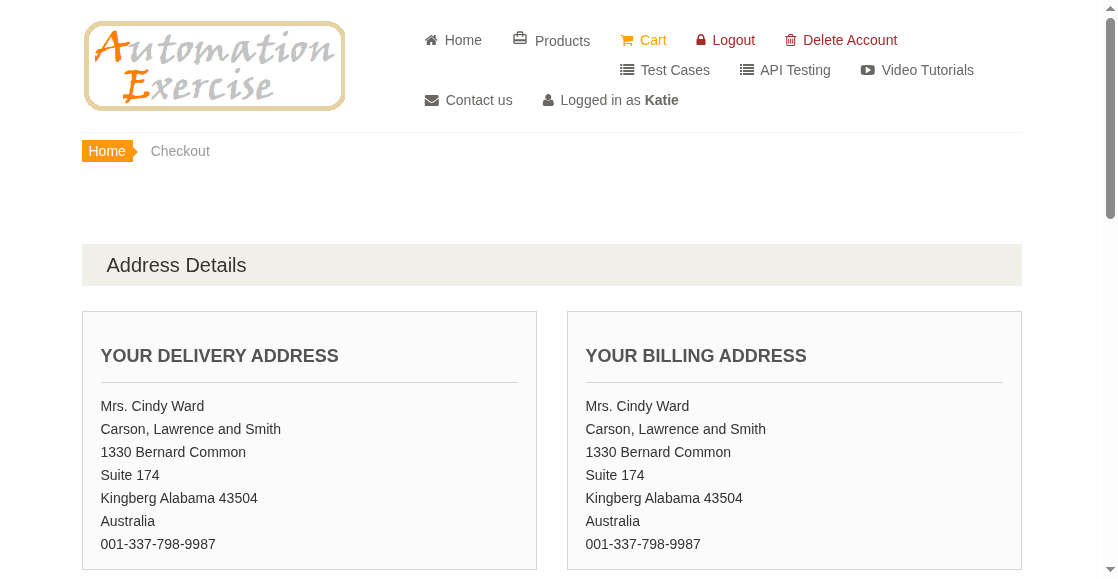 Automation
Exercise
Home Products Cart Logout Delete Account
Test Cases API Testing Video Tutorials
Contact us Logged in as Katie
Home Checkout
Address Details
YOUR DELIVERY ADDRESS
Mrs. Cindy Ward
Carson, Lawrence and Smith
1330 Bernard Common
Suite 174
Kingberg Alabama 43504
Australia
001-337-798-9987
YOUR BILLING ADDRESS
Mrs. Cindy Ward
Carson, Lawrence and Smith
1330 Bernard Common
Suite 174
Kingberg Alabama 43504
Australia
001-337-798-9987